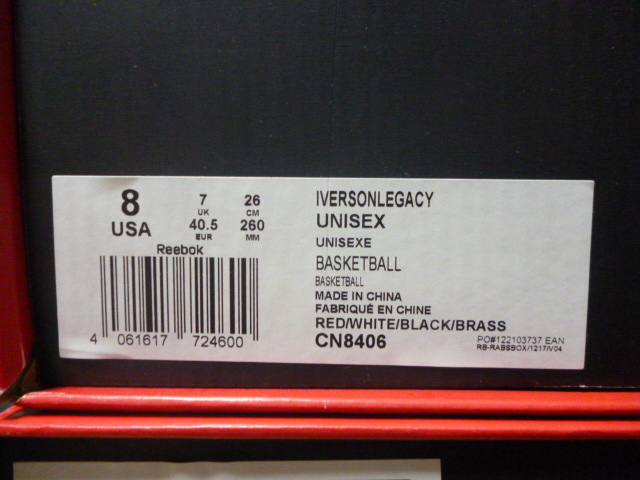 8
USA
7
UK
40.5
EUR
26
CM
260
MM
Reebok
4 061617 724600
IVERSONLEGACY
UNISEX
UNISEXE
BASKETBALL
BASKETBALL
MADE IN CHINA
FABRIQUÉ EN CHINE
RED/WHITE/BLACK/BRASS
CN8406
PO#122103737 EAN
RB-RABSBOX/1217/V04